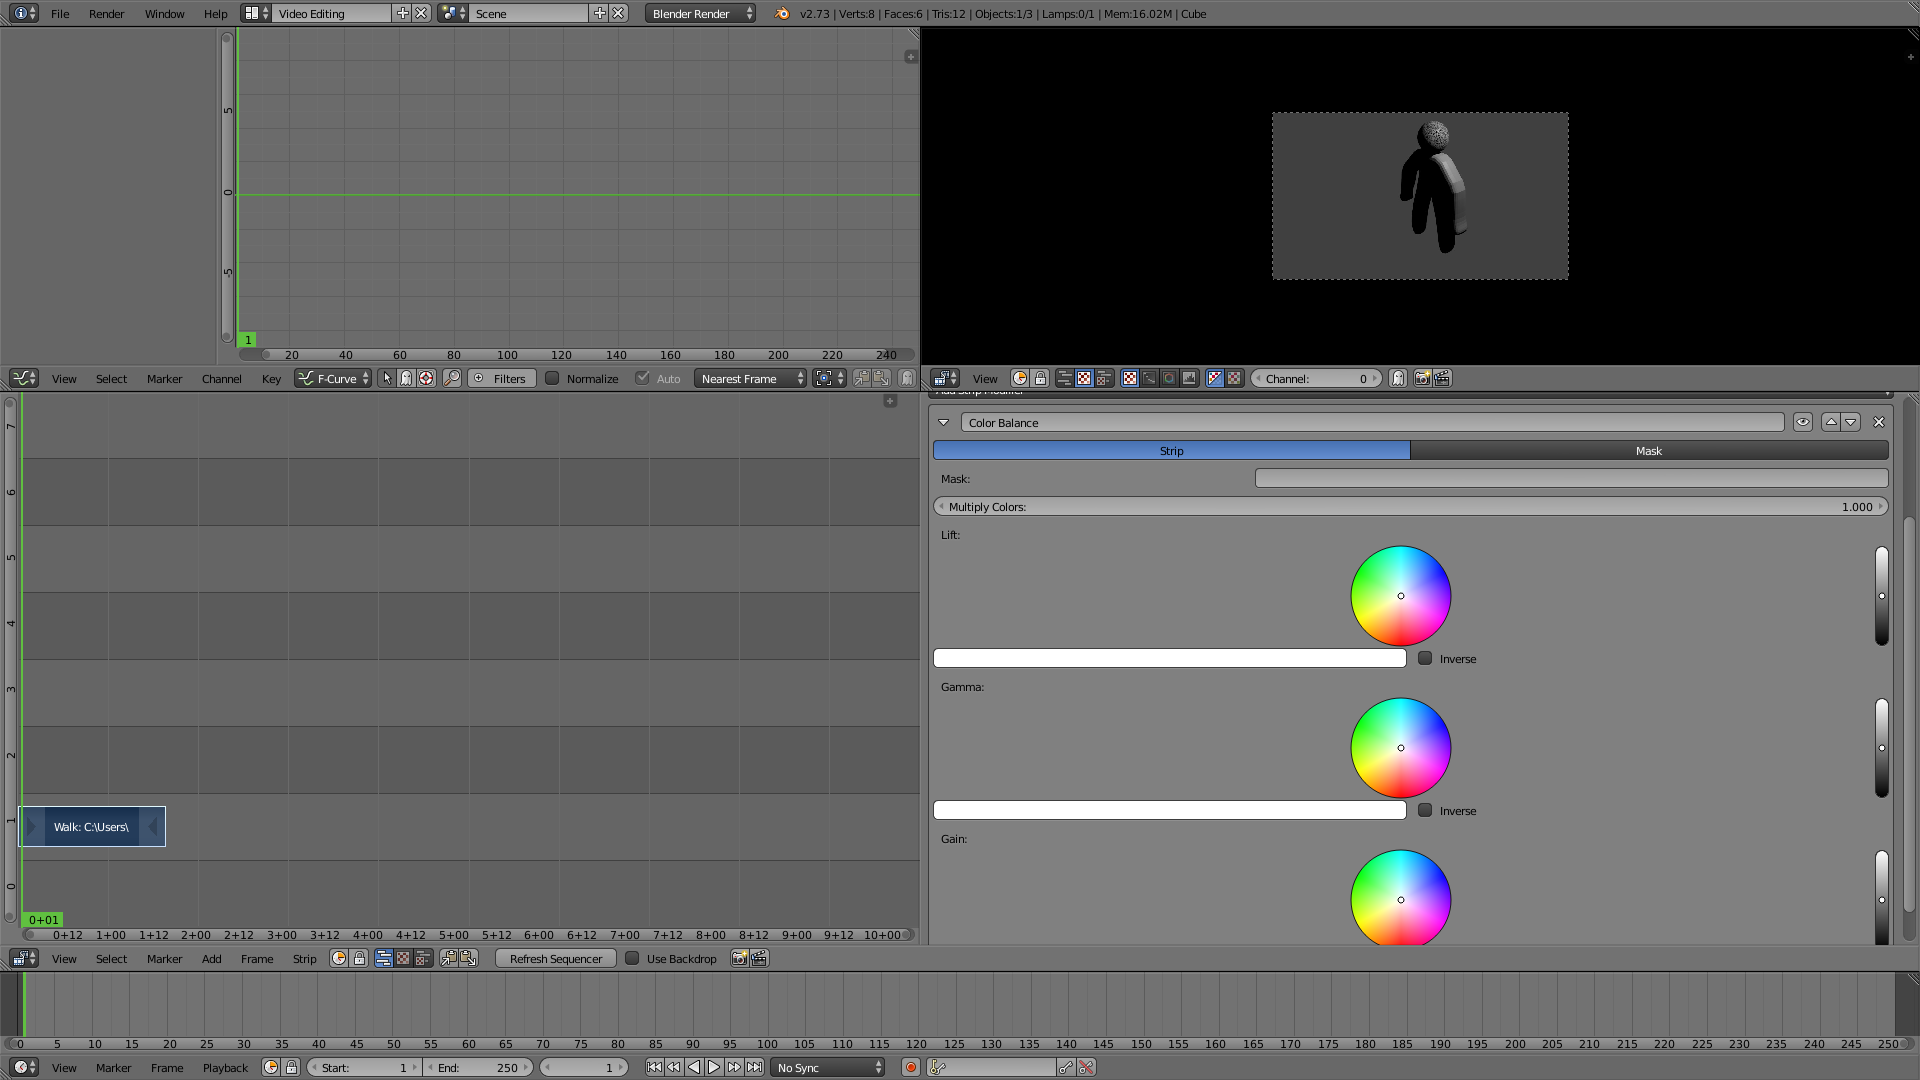 File Render Window Help Video Editing Scene Blender Render v2.73 | Verts:8 | Faces:6 | Tris:12 | Objects:1/3 | Lamps:0/1 | Mem:16.02M | Cube
5
0
-5
1
20 40 60 80 100 120 140 160 180 200 220 240
View Select Marker Channel Key F-Curve Filters Normalize Auto Nearest Frame
View Channel: 0
Add Strip Modifier
Color Balance
Strip Mask
Mask:
Multiply Colors: 1.000
Lift:
Inverse
Gamma:
Inverse
Gain:
7
6
5
4
3
2
1
0
Walk: C:\Users\
0+01
0+12 1+00 1+12 2+00 2+12 3+00 3+12 4+00 4+12 5+00 5+12 6+00 6+12 7+00 7+12 8+00 8+12 9+00 9+12 10+00
View Select Marker Add Frame Strip Refresh Sequencer Use Backdrop
0 5 10 15 20 25 30 35 40 45 50 55 60 65 70 75 80 85 90 95 100 105 110 115 120 125 130 135 140 145 150 155 160 165 170 175 180 185 190 195 200 205 210 215 220 225 230 235 240 245 250
View Marker Frame Playback Start: 1 End: 250 1 No Sync